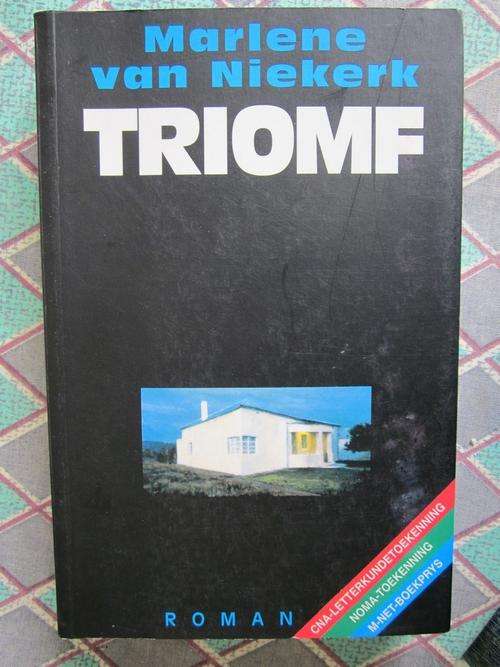 Marlene
van Niekerk
TRIOMF
ROMAN
CNA-LETTERKUNDETOEKENNING
NOMA-TOEKENNING
M-NET-BOEKPRYS